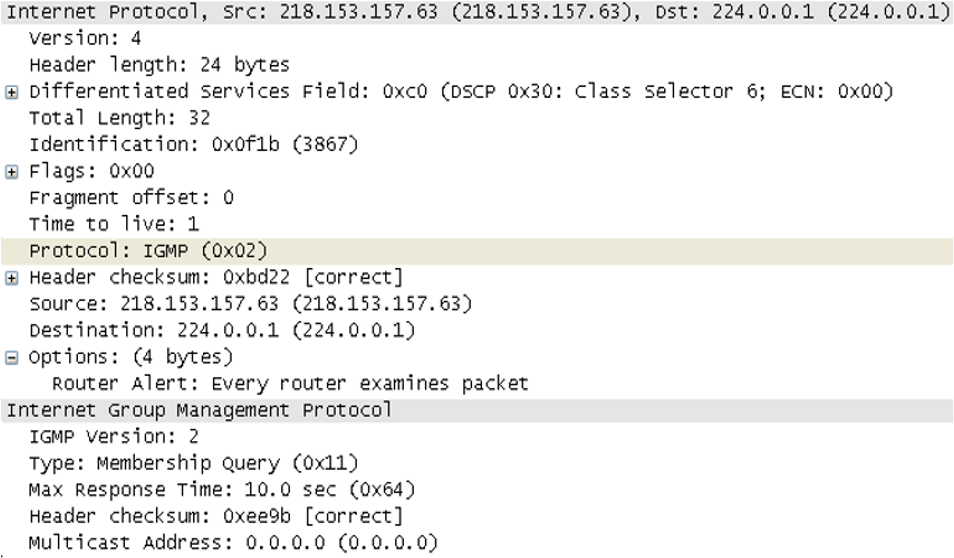 Internet Protocol, Src: 218.153.157.63 (218.153.157.63), Dst: 224.0.0.1 (224.0.0.1)
Version: 4
Header length: 24 bytes
Differentiated Services Field: 0xc0 (DSCP 0x30: Class Selector 6; ECN: 0x00)
Total Length: 32
Identification: 0x0f1b (3867)
Flags: 0x00
Fragment offset: 0
Time to live: 1
Protocol: IGMP (0x02)
Header checksum: 0xbd22 [correct]
Source: 218.153.157.63 (218.153.157.63)
Destination: 224.0.0.1 (224.0.0.1)
Options: (4 bytes)
Router Alert: Every router examines packet
Internet Group Management Protocol
IGMP Version: 2
Type: Membership Query (0x11)
Max Response Time: 10.0 sec (0x64)
Header checksum: 0xee9b [correct]
Multicast Address: 0.0.0.0 (0.0.0.0)